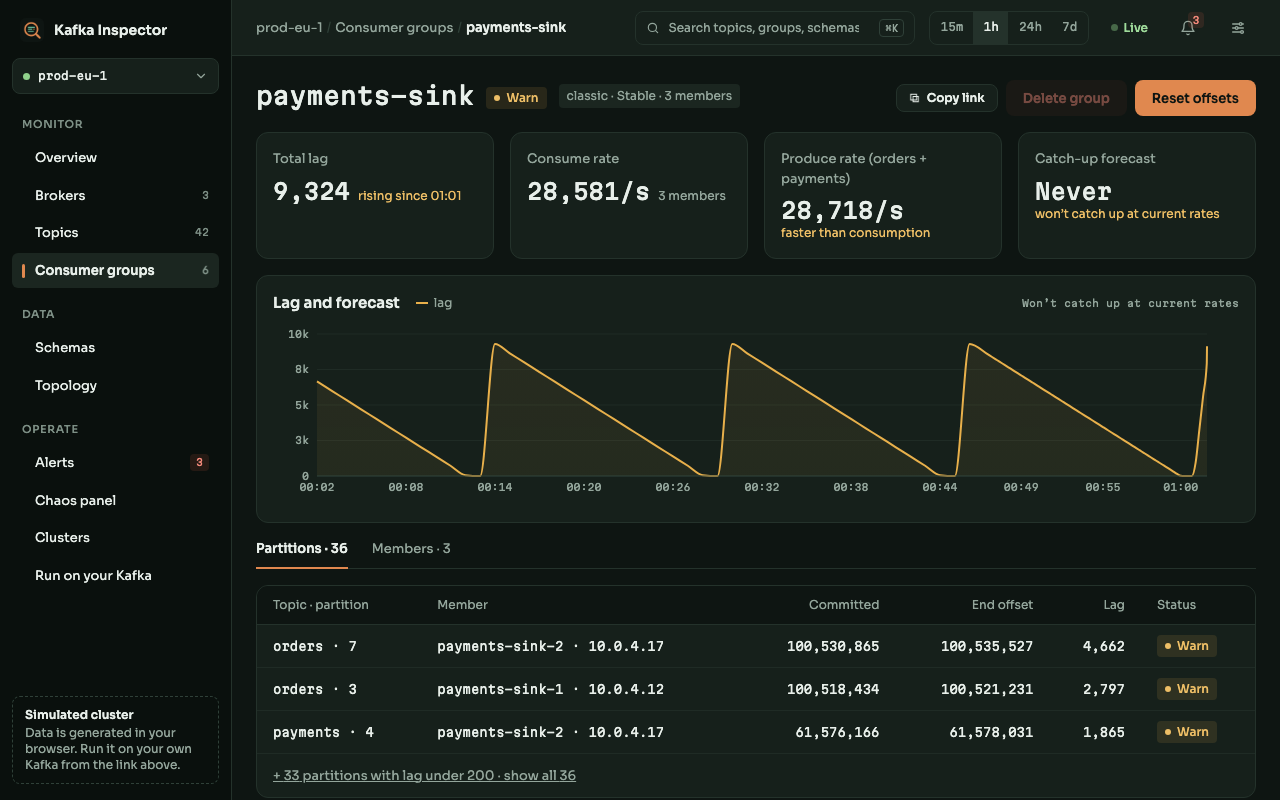 Kafka Inspector
prod-eu-1
MONITOR
Overview
Brokers 3
Topics 42
Consumer groups 6
DATA
Schemas
Topology
OPERATE
Alerts 3
Chaos panel
Clusters
Run on your Kafka
Simulated cluster
Data is generated in your
browser. Run it on your own
Kafka from the link above.
prod-eu-1 / Consumer groups / payments-sink
Search topics, groups, schemas ⌘K
15m 1h 24h 7d
Live
3
payments-sink Warn classic · Stable · 3 members
Copy link
Delete group
Reset offsets
Total lag
9,324 rising since 01:01
Consume rate
28,581/s 3 members
Produce rate (orders +
payments)
28,718/s
faster than consumption
Catch-up forecast
Never
won't catch up at current rates
Lag and forecast lag
Won't catch up at current rates
10k
8k
5k
3k
0
00:02 00:08 00:14 00:20 00:26 00:32 00:38 00:44 00:49 00:55 01:00
Partitions · 36 Members · 3
Topic · partition Member Committed End offset Lag Status
orders · 7 payments-sink-2 · 10.0.4.17 100,530,865 100,535,527 4,662 Warn
orders · 3 payments-sink-1 · 10.0.4.12 100,518,434 100,521,231 2,797 Warn
payments · 4 payments-sink-2 · 10.0.4.17 61,576,166 61,578,031 1,865 Warn
+ 33 partitions with lag under 200 · show all 36